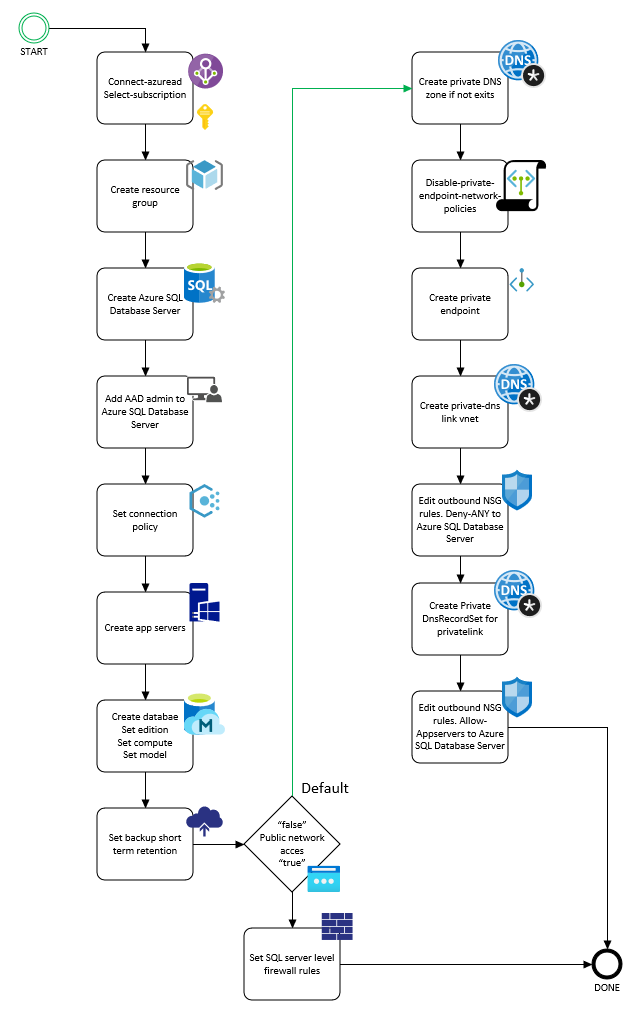 START
Connect-azuread
Select-subscription
Create resource
group
Create Azure SQL
Database Server
SQL
Add AAD admin to
Azure SQL Database
Server
Set connection
policy
Create app servers
Create databae
Set edition
Set compute
Set model
M
Set backup short
term retention
Default
"false"
Public network
acces
"true"
Set SQL server level
firewall rules
Create private DNS
zone if not exits
DNS
*
Disable-private-
endpoint-network-
policies
Create private
endpoint
Create private-dns
link vnet
DNS
*
Edit outbound NSG
rules. Deny-ANY to
Azure SQL Database
Server
Create Private
DnsRecordSet for
privatelink
DNS
*
Edit outbound NSG
rules. Allow-
Appservers to Azure
SQL Database Server
DONE